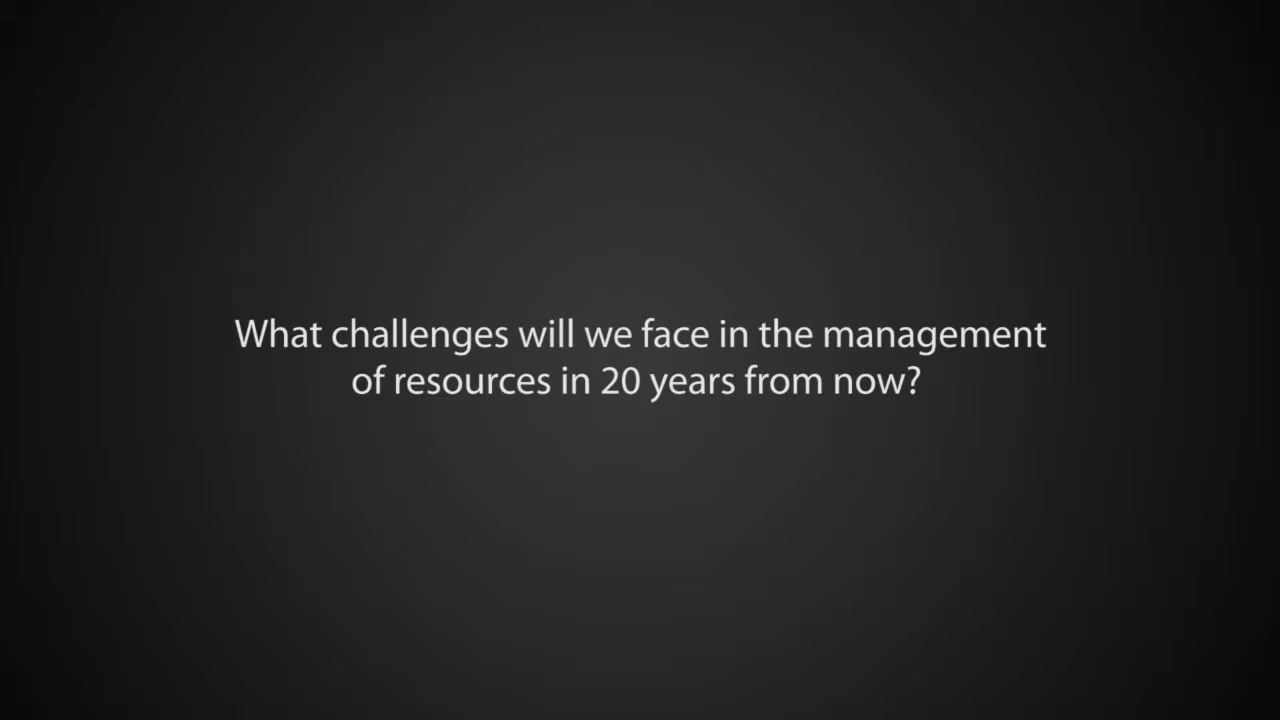 What challenges will we face in the management
of resources in 20 years from now?